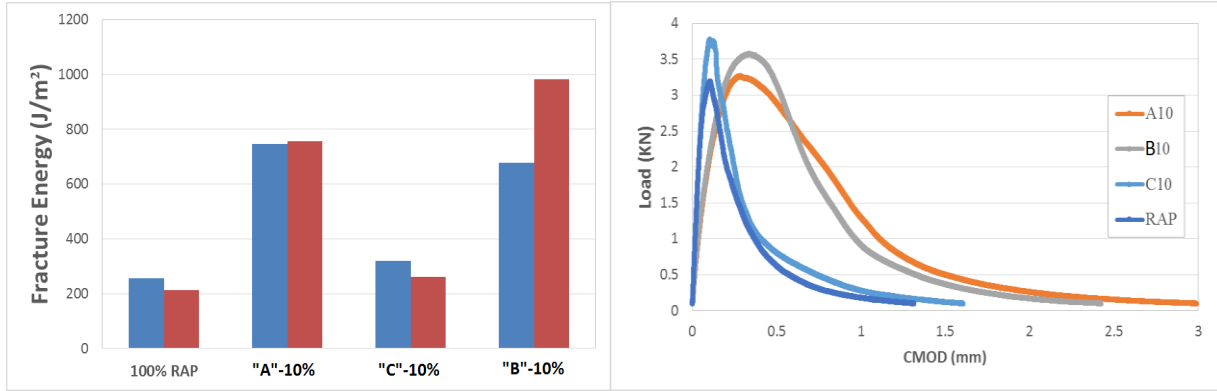 Fracture Energy (J/m²)
1200
1000
800
600
400
200
0
100% RAP "A"-10% "C"-10% "B"-10%
Load (KN)
4
3.5
3
2.5
2
1.5
1
0.5
0
0 0.5 1 1.5 2 2.5 3
CMOD (mm)
A10
B10
C10
RAP